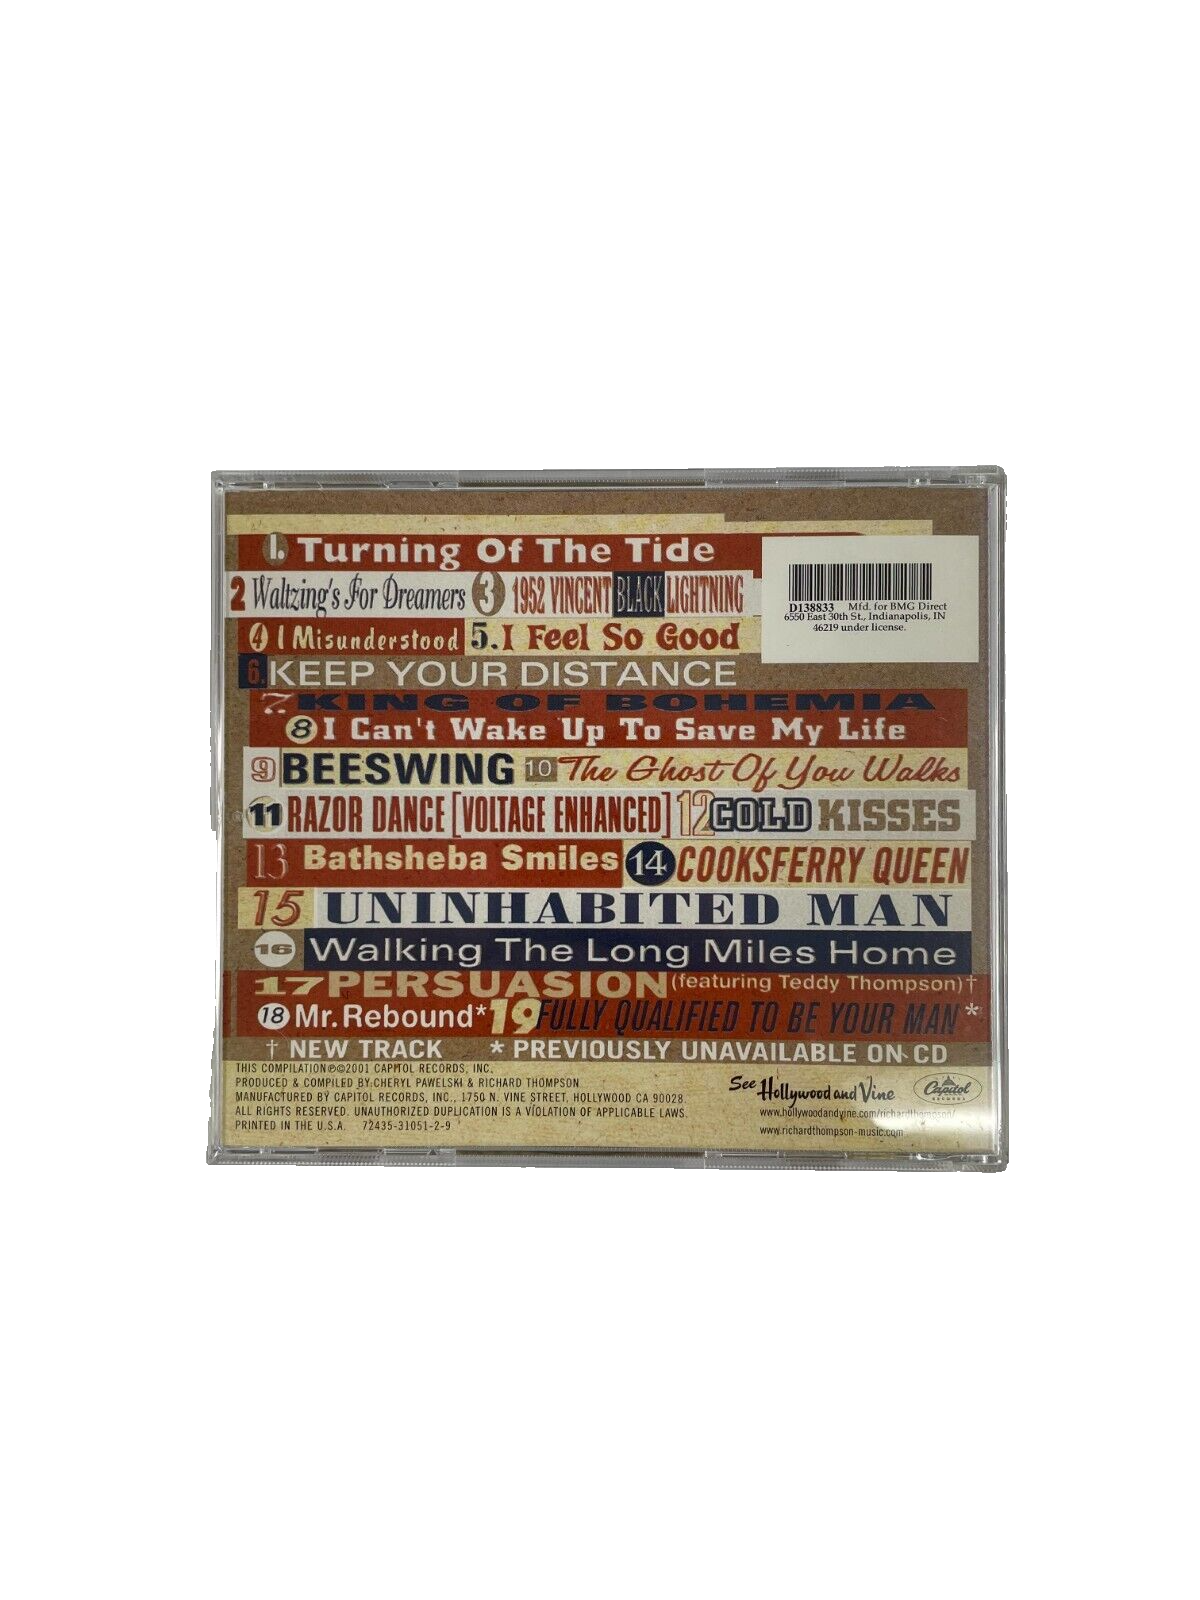 1. Turning Of The Tide
2 Waltzing's For Dreamers 3 1952 VINCENT BLACK LIGHTNING
4 I Misunderstood 5. I Feel So Good
6. KEEP YOUR DISTANCE
7. KING OF BOHEMIA
8 I Can't Wake Up To Save My Life
9 BEESWING 10 The Ghost Of You Walks
11 RAZOR DANCE [VOLTAGE ENHANCED] 12 COLD KISSES
13 Bathsheba Smiles 14 COOKSFERRY QUEEN
15 UNINHABITED MAN
16 Walking The Long Miles Home
17 PERSUASION (featuring Teddy Thompson) †
18 Mr. Rebound* 19 FULLY QUALIFIED TO BE YOUR MAN *
† NEW TRACK * PREVIOUSLY UNAVAILABLE ON CD
D138833 Mfd. for BMG Direct
6550 East 30th St., Indianapolis, IN
46219 under license.
THIS COMPILATION ℗©2001 CAPITOL RECORDS, INC.
PRODUCED & COMPILED BY CHERYL PAWELSKI & RICHARD THOMPSON
MANUFACTURED BY CAPITOL RECORDS, INC., 1750 N. VINE STREET, HOLLYWOOD CA 90028.
ALL RIGHTS RESERVED. UNAUTHORIZED DUPLICATION IS A VIOLATION OF APPLICABLE LAWS.
PRINTED IN THE U.S.A. 72435-31051-2-9
See Hollywood and Vine
www.hollywoodandvine.com/richardthompson/
www.richardthompson-music.com
Capitol
RECORDS